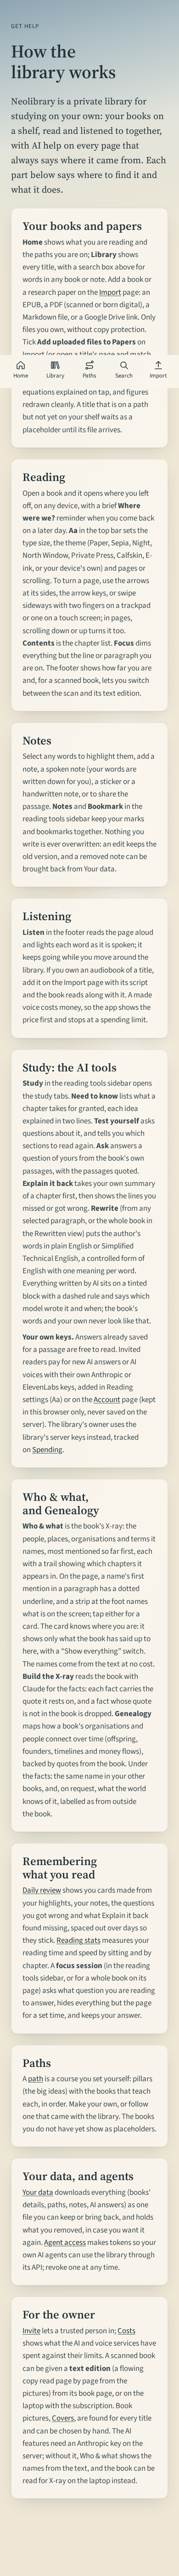 GET HELP
How the
library works
Neolibrary is a private library for
studying on your own: your books on
a shelf, read and listened to together,
with AI help on every page that
always says where it came from. Each
part below says where to find it and
what it does.
Your books and papers
Home shows what you are reading and
the paths you are on; Library shows
every title, with a search box above for
words in any book or note. Add a book or
a research paper on the Import page: an
EPUB, a PDF (scanned or born digital), a
Markdown file, or a Google Drive link. Only
files you own, without copy protection.
Tick Add uploaded files to Papers on
Import (or on a title's page and match
Home
Library
Paths
Search
Import
equations explained on tap, and figures
redrawn cleanly. A title that is on a path
but not yet on your shelf waits as a
placeholder until its file arrives.
Reading
Open a book and it opens where you left
off, on any device, with a brief Where
were we? reminder when you come back
on a later day. Aa in the top bar sets the
type size, the theme (Paper, Sepia, Night,
North Window, Private Press, Calfskin, E-
ink, or your device's own) and pages or
scrolling. To turn a page, use the arrows
at its sides, the arrow keys, or swipe
sideways with two fingers on a trackpad
or one on a touch screen; in pages,
scrolling down or up turns it too.
Contents is the chapter list. Focus dims
everything but the line or paragraph you
are on. The footer shows how far you are
and, for a scanned book, lets you switch
between the scan and its text edition.
Notes
Select any words to highlight them, add a
note, a spoken note (your words are
written down for you), a sticker or a
handwritten note, or to share the
passage. Notes and Bookmark in the
reading tools sidebar keep your marks
and bookmarks together. Nothing you
write is ever overwritten: an edit keeps the
old version, and a removed note can be
brought back from Your data.
Listening
Listen in the footer reads the page aloud
and lights each word as it is spoken; it
keeps going while you move around the
library. If you own an audiobook of a title,
add it on the Import page with its script
and the book reads along with it. A made
voice costs money, so the app shows the
price first and stops at a spending limit.
Study: the AI tools
Study in the reading tools sidebar opens
the study tabs. Need to know lists what a
chapter takes for granted, each idea
explained in two lines. Test yourself asks
questions about it, and tells you which
sections to read again. Ask answers a
question of yours from the book's own
passages, with the passages quoted.
Explain it back takes your own summary
of a chapter first, then shows the lines you
missed or got wrong. Rewrite (from any
selected paragraph, or the whole book in
the Rewritten view) puts the author's
words in plain English or Simplified
Technical English, a controlled form of
English with one meaning per word.
Everything written by AI sits on a tinted
block with a dashed rule and says which
model wrote it and when; the book's
words and your own never look like that.
Your own keys. Answers already saved
for a passage are free to read. Invited
readers pay for new AI answers or AI
voices with their own Anthropic or
ElevenLabs keys, added in Reading
settings (Aa) or on the Account page (kept
in this browser only, never saved on the
server). The library's owner uses the
library's server keys instead, tracked
on Spending.
Who & what,
and Genealogy
Who & what is the book's X-ray: the
people, places, organisations and terms it
names, most mentioned so far first, each
with a trail showing which chapters it
appears in. On the page, a name's first
mention in a paragraph has a dotted
underline, and a strip at the foot names
what is on the screen; tap either for a
card. The card knows where you are: it
shows only what the book has said up to
here, with a "Show everything" switch.
The names come from the text at no cost.
Build the X-ray reads the book with
Claude for the facts: each fact carries the
quote it rests on, and a fact whose quote
is not in the book is dropped. Genealogy
maps how a book's organisations and
people connect over time (offspring,
founders, timelines and money flows),
backed by quotes from the book. Under
the facts: the same name in your other
books, and, on request, what the world
knows of it, labelled as from outside
the book.
Remembering
what you read
Daily review shows you cards made from
your highlights, your notes, the questions
you got wrong and what Explain it back
found missing, spaced out over days so
they stick. Reading stats measures your
reading time and speed by sitting and by
chapter. A focus session (in the reading
tools sidebar, or for a whole book on its
page) asks what question you are reading
to answer, hides everything but the page
for a set time, and keeps your answer.
Paths
A path is a course you set yourself: pillars
(the big ideas) with the books that teach
each, in order. Make your own, or follow
one that came with the library. The books
you do not have yet show as placeholders.
Your data, and agents
Your data downloads everything (books'
details, paths, notes, AI answers) as one
file you can keep or bring back, and holds
what you removed, in case you want it
again. Agent access makes tokens so your
own AI agents can use the library through
its API; revoke one at any time.
For the owner
Invite lets a trusted person in; Costs
shows what the AI and voice services have
spent against their limits. A scanned book
can be given a text edition (a flowing
copy read page by page from the
pictures) from its book page, or on the
laptop with the subscription. Book
pictures, Covers, are found for every title
and can be chosen by hand. The AI
features need an Anthropic key on the
server; without it, Who & what shows the
names from the text, and the book can be
read for X-ray on the laptop instead.